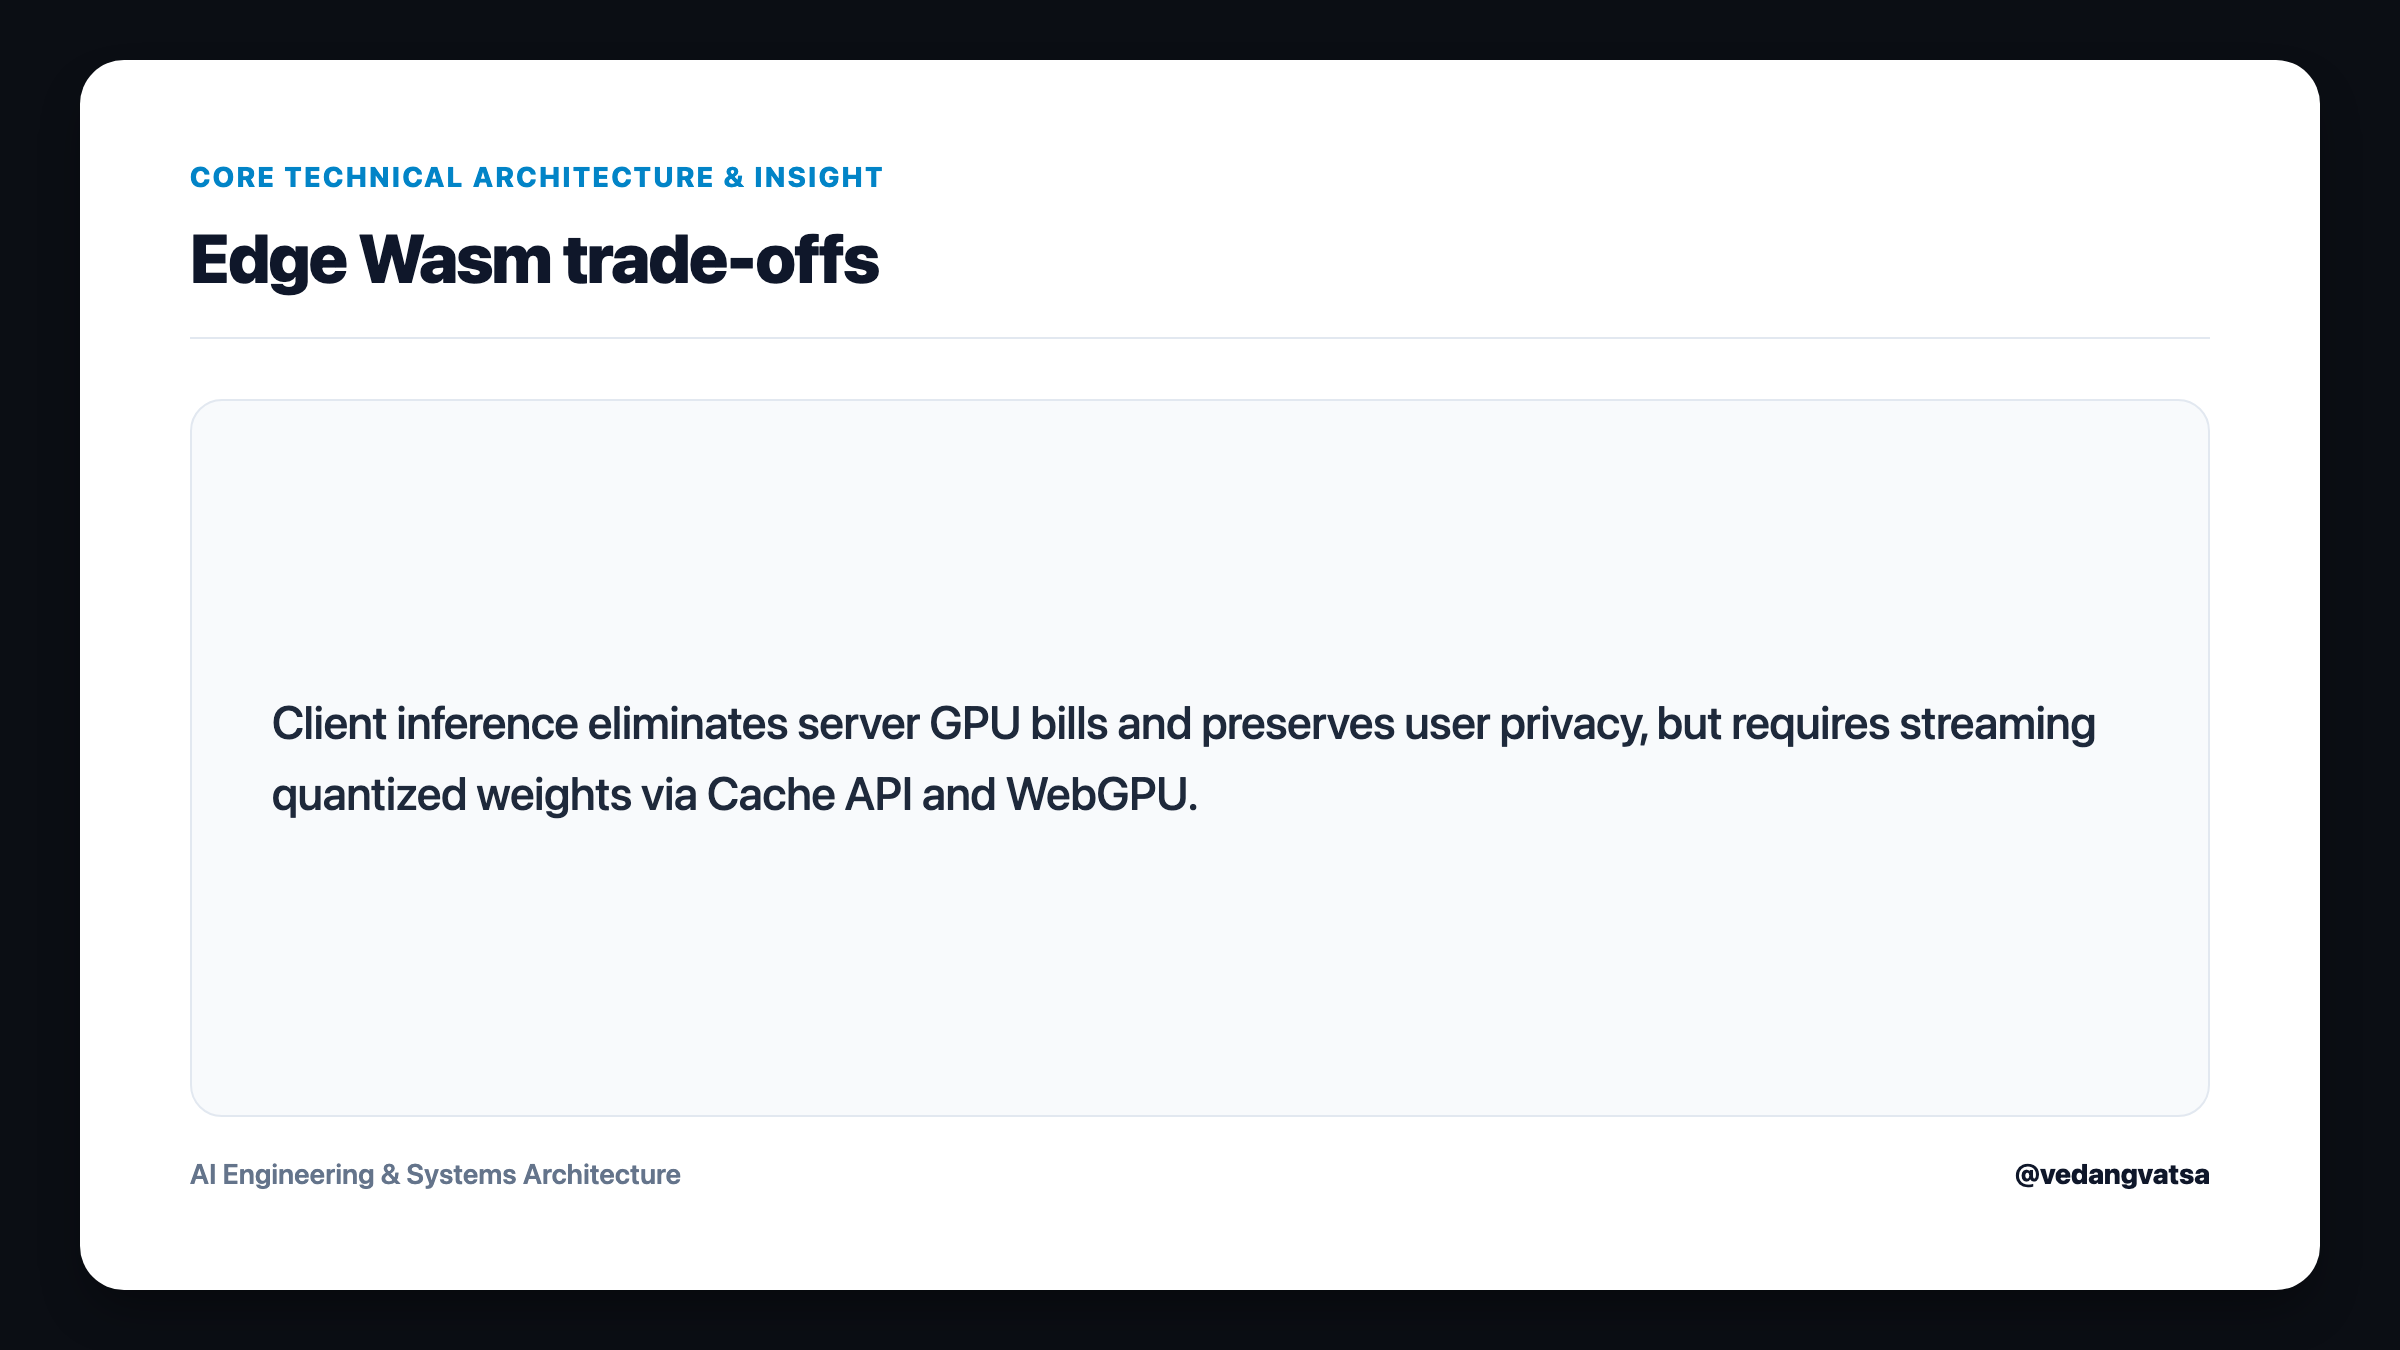 CORE TECHNICAL ARCHITECTURE & INSIGHT
Edge Wasm trade-offs
Client inference eliminates server GPU bills and preserves user privacy, but requires streaming
quantized weights via Cache API and WebGPU.
AI Engineering & Systems Architecture
@vedangvatsa